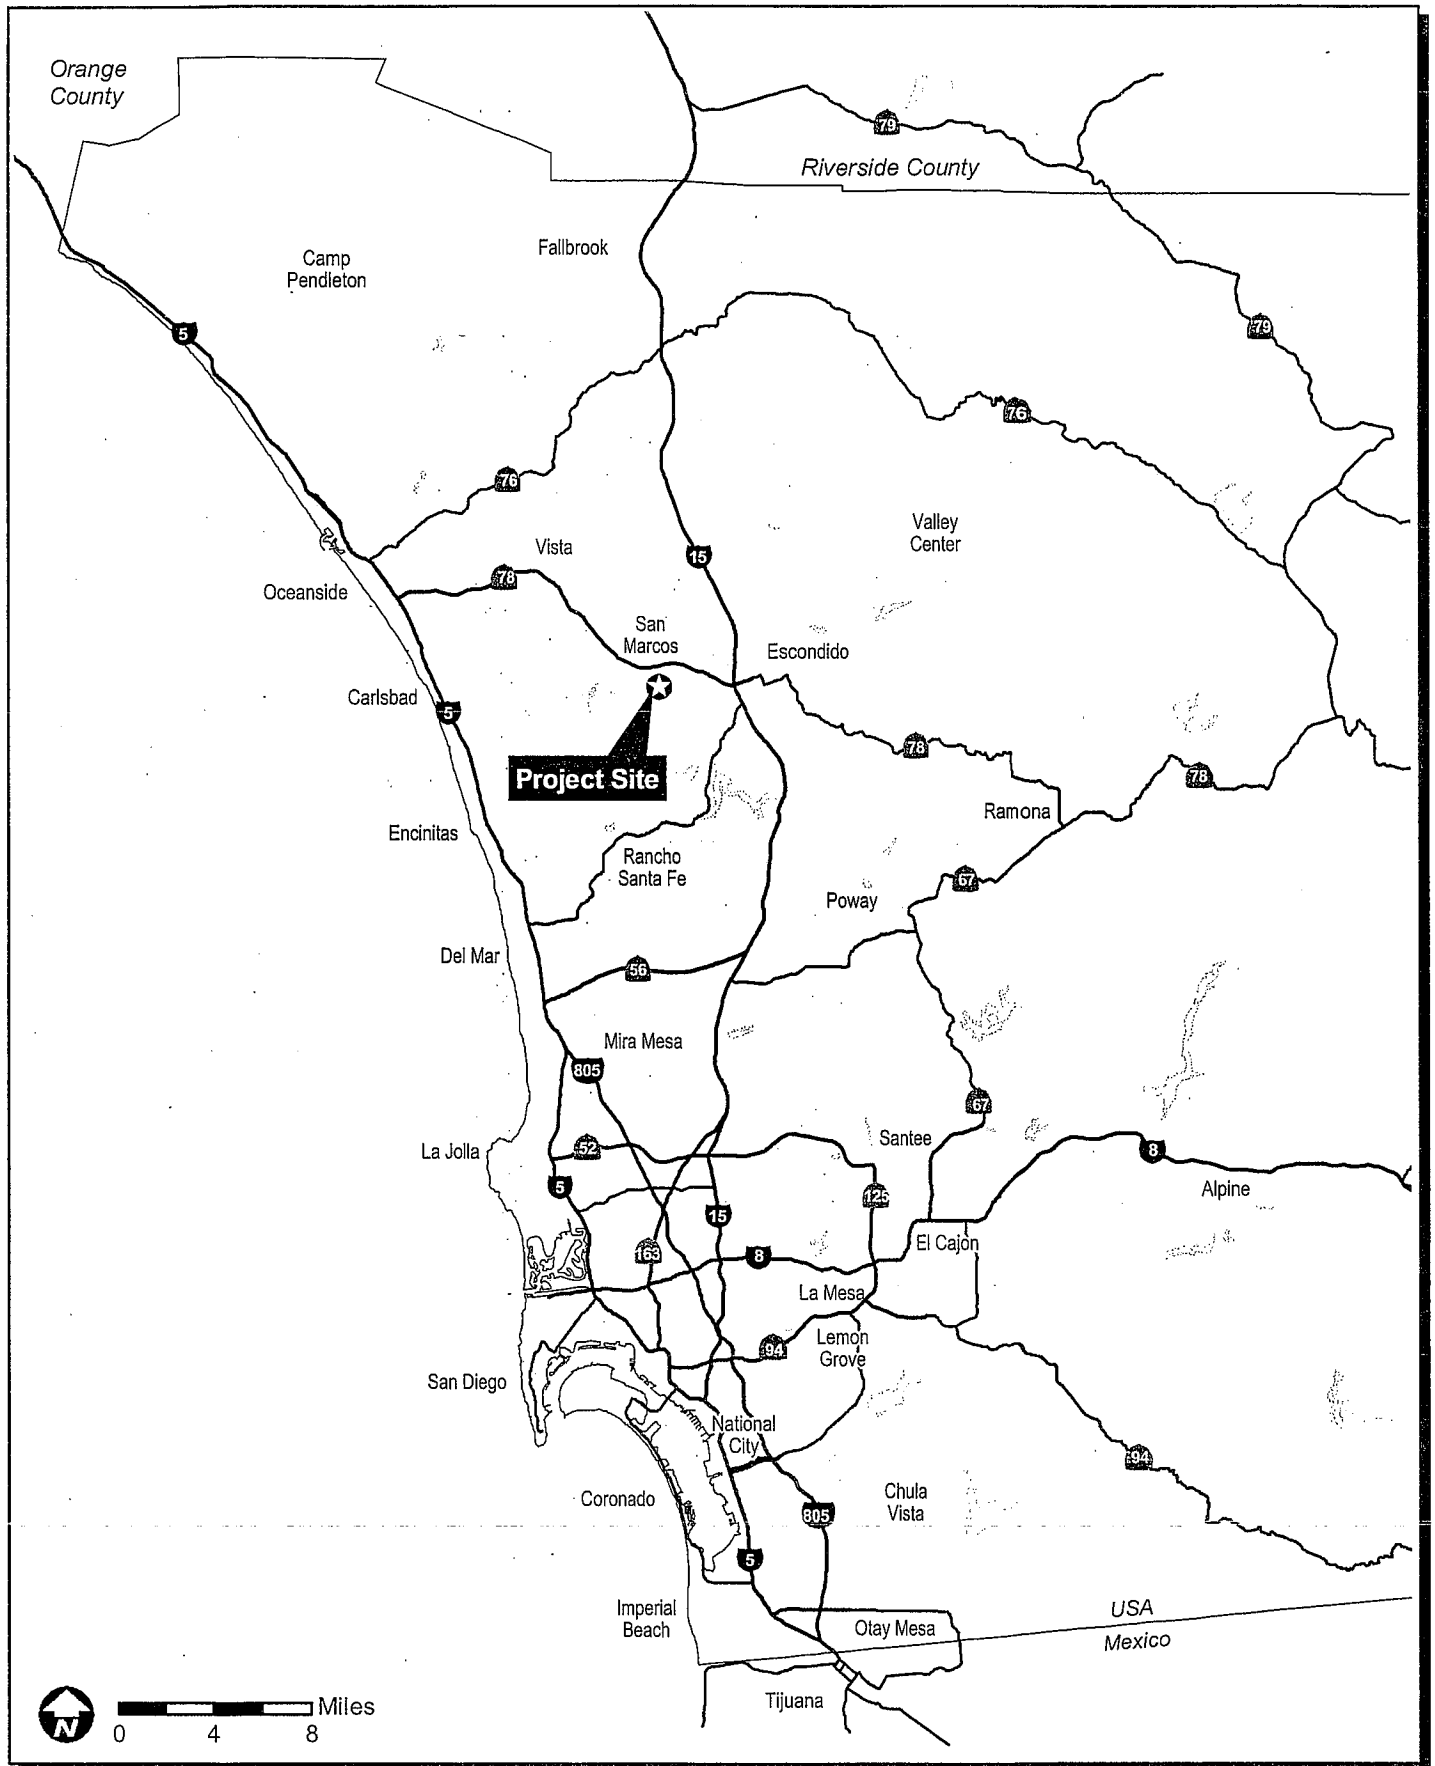 Orange
County
79
Riverside County
Fallbrook
Camp
Pendleton
5
79
76
76
Valley
Center
Vista
15
78
Oceanside
San
Marcos
Escondido
Carlsbad
5
78
78
Project Site
Ramona
Encinitas
Rancho
Santa Fe
67
Poway
Del Mar
56
Mira Mesa
805
67
Santee
52
La Jolla
8
5
Alpine
125
15
163
8
El Cajon
La Mesa
Lemon
Grove
94
San Diego
National
City
94
Coronado
Chula
Vista
805
5
Imperial
Beach
USA
Otay Mesa
Mexico
Tijuana
N
Miles
0 4 8